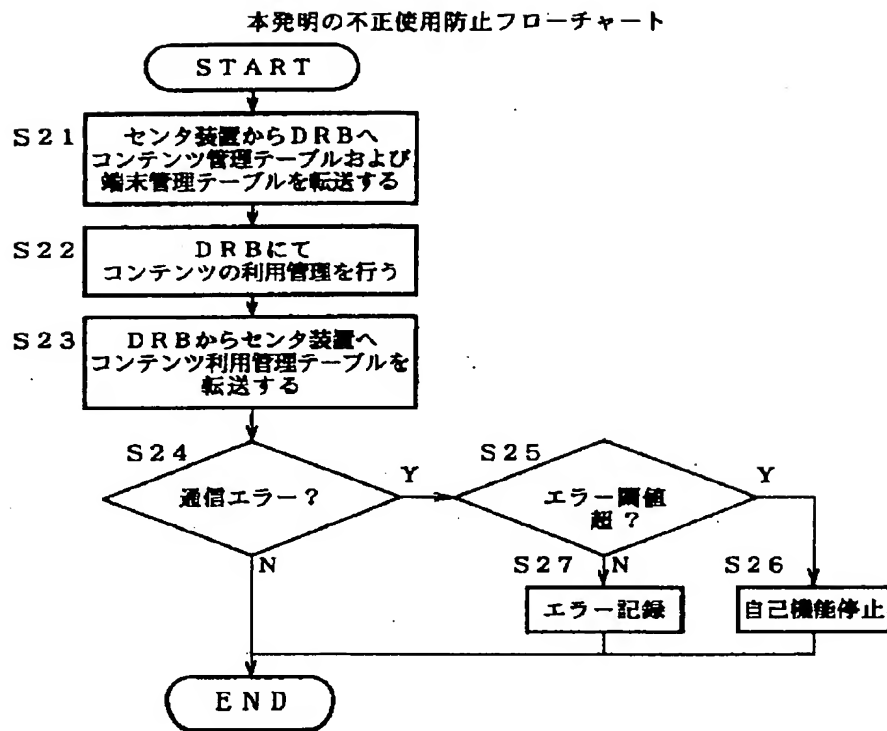 本発明の不正使用防止フローチャート
START
S21
センタ装置からDRBへ
コンテンツ管理テーブルおよび
端末管理テーブルを転送する
S22
DRBにて
コンテンツの利用管理を行う
S23
DRBからセンタ装置へ
コンテンツ利用管理テーブルを
転送する
S24
通信エラー?
Y
N
S25
エラー閾値
超?
Y
N
S27
エラー記録
S26
自己機能停止
END